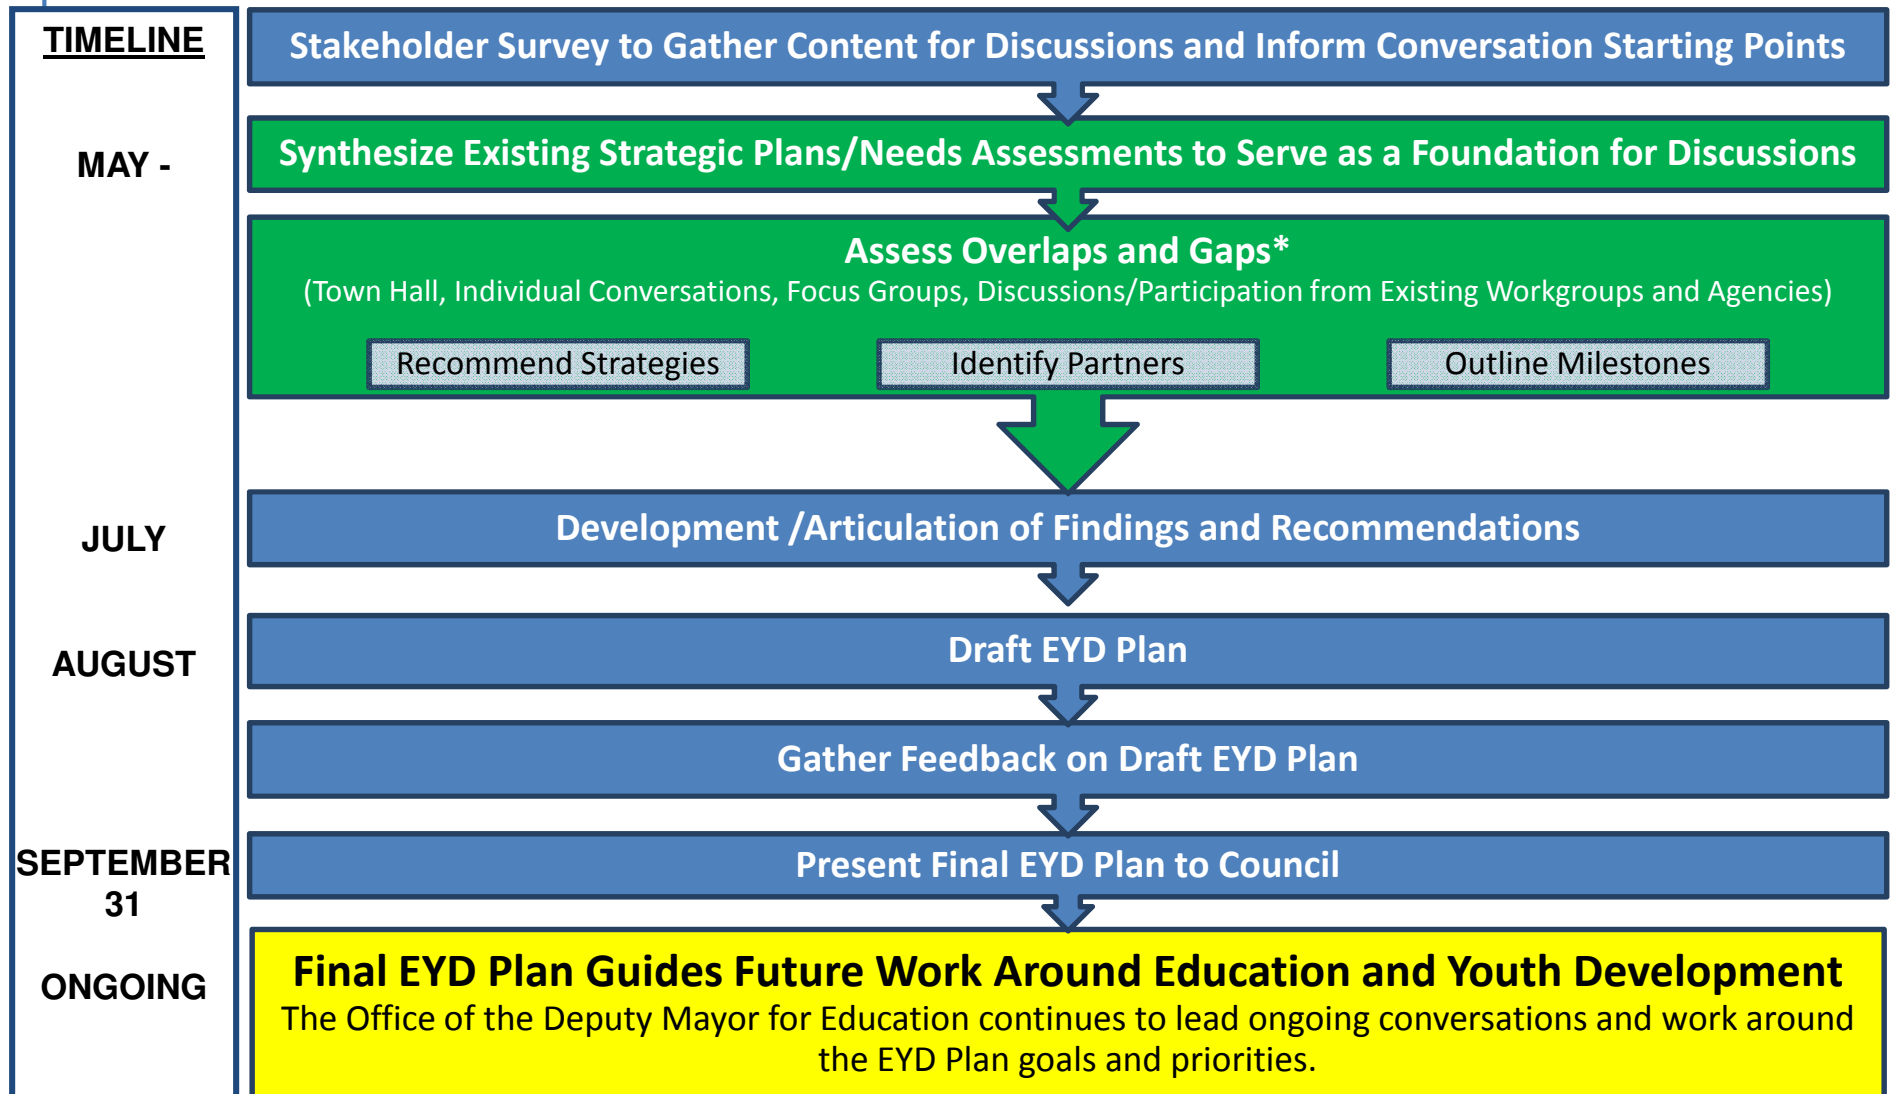 TIMELINE
Stakeholder Survey to Gather Content for Discussions and Inform Conversation Starting Points
MAY -
Synthesize Existing Strategic Plans/Needs Assessments to Serve as a Foundation for Discussions
Assess Overlaps and Gaps*
(Town Hall, Individual Conversations, Focus Groups, Discussions/Participation from Existing Workgroups and Agencies)
Recommend Strategies
Identify Partners
Outline Milestones
JULY
Development /Articulation of Findings and Recommendations
AUGUST
Draft EYD Plan
Gather Feedback on Draft EYD Plan
SEPTEMBER
31
Present Final EYD Plan to Council
ONGOING
Final EYD Plan Guides Future Work Around Education and Youth Development
The Office of the Deputy Mayor for Education continues to lead ongoing conversations and work around
the EYD Plan goals and priorities.